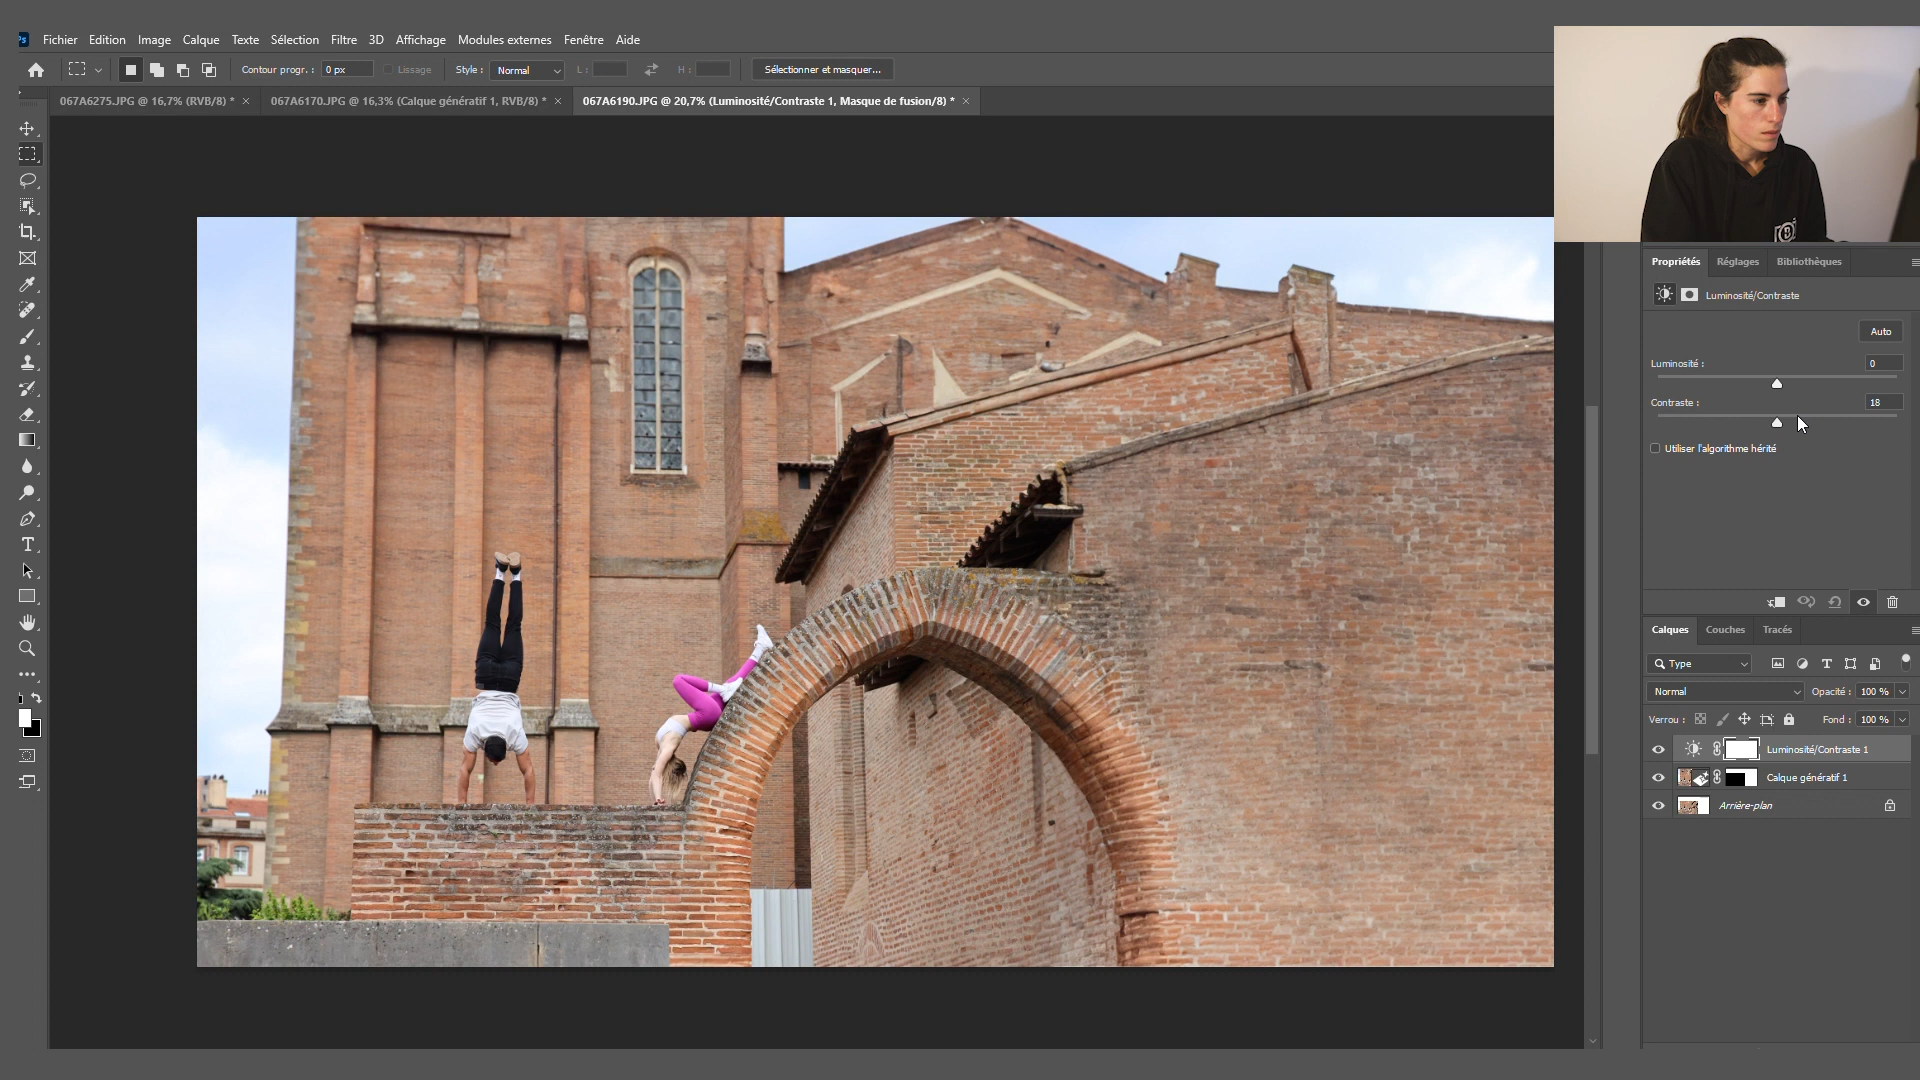 Ps Fichier Edition Image Calque Texte Sélection Filtre 3D Affichage Modules externes Fenêtre Aide
Contour progr. : 0 px Lissage Style : Normal L : H : Sélectionner et masquer...
067A6275.JPG @ 16,7% (RVB/8) * × 067A6170.JPG @ 16,3% (Calque génératif 1, RVB/8) * × 067A6190.JPG @ 20,7% (Luminosité/Contraste 1, Masque de fusion/8) * ×
Propriétés Réglages Bibliothèques
Luminosité/Contraste
Auto
Luminosité : 0
Contraste : 18
Utiliser l'algorithme hérité
Calques Couches Tracés
Type
Normal Opacité : 100 %
Verrou : Fond : 100 %
Luminosité/Contraste 1
Calque génératif 1
Arrière-plan